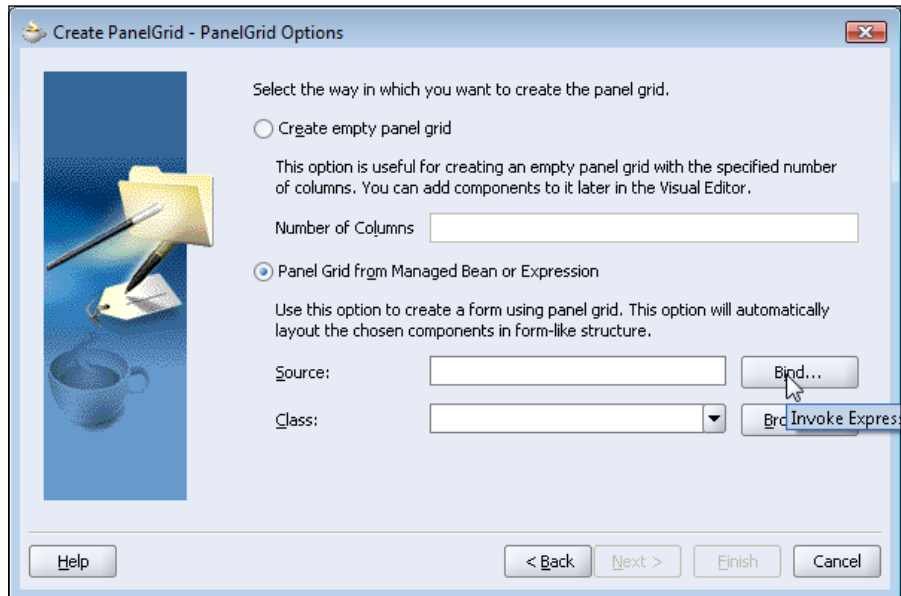 Create PanelGrid - PanelGrid Options
Select the way in which you want to create the panel grid.
Create empty panel grid
This option is useful for creating an empty panel grid with the specified number
of columns. You can add components to it later in the Visual Editor.
Number of Columns
Panel Grid from Managed Bean or Expression
Use this option to create a form using panel grid. This option will automatically
layout the chosen components in form-like structure.
Source:
Bind...
Class:
Invoke
Help
< Back
Next >
Finish
Cancel